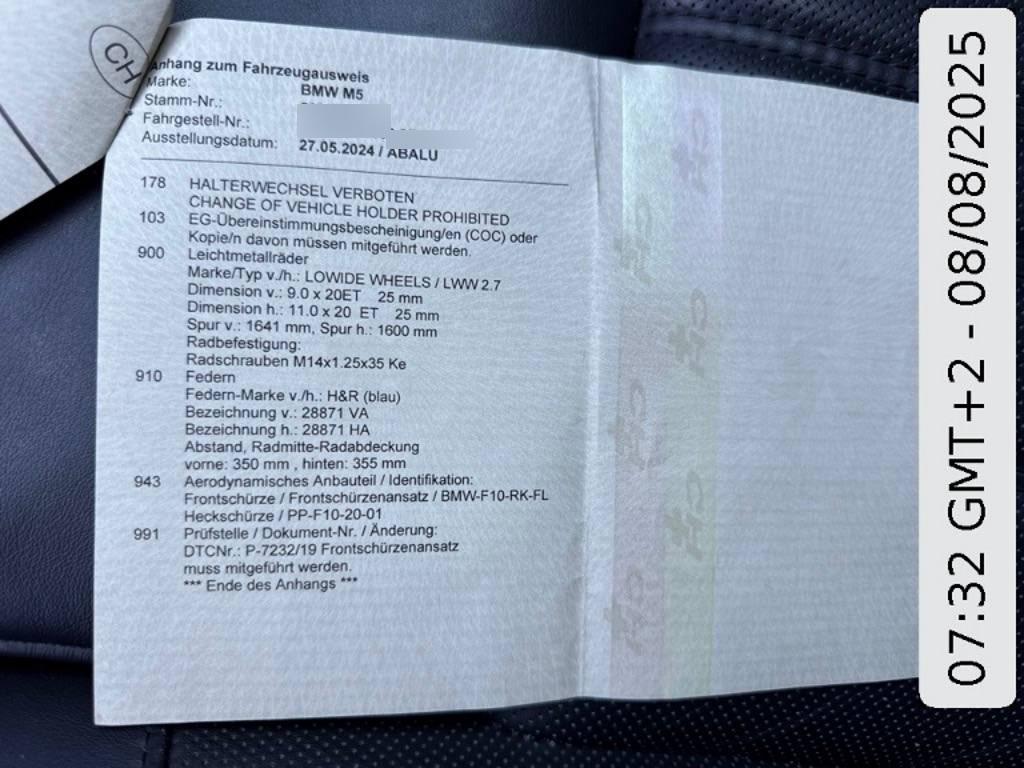 CH
Anhang zum Fahrzeugausweis
Marke: BMW M5
Stamm-Nr.:
Fahrgestell-Nr.:
Ausstellungsdatum: 27.05.2024 / ABALU
178 HALTERWECHSEL VERBOTEN
CHANGE OF VEHICLE HOLDER PROHIBITED
103 EG-Übereinstimmungsbescheinigung/en (COC) oder
Kopie/n davon müssen mitgeführt werden.
900 Leichtmetallräder
Marke/Typ v./h.: LOWIDE WHEELS / LWW 2.7
Dimension v.: 9.0 x 20ET 25 mm
Dimension h.: 11.0 x 20 ET 25 mm
Spur v.: 1641 mm, Spur h.: 1600 mm
Radbefestigung:
Radschrauben M14x1.25x35 Ke
910 Federn
Federn-Marke v./h.: H&R (blau)
Bezeichnung v.: 28871 VA
Bezeichnung h.: 28871 HA
Abstand, Radmitte-Radabdeckung
vorne: 350 mm , hinten: 355 mm
943 Aerodynamisches Anbauteil / Identifikation:
Frontschürze / Frontschürzenansatz / BMW-F10-RK-FL
Heckschürze / PP-F10-20-01
991 Prüfstelle / Dokument-Nr. / Änderung:
DTCNr.: P-7232/19 Frontschürzenansatz
muss mitgeführt werden.
*** Ende des Anhangs ***
CH
CH
CH
CH
CH
CH
07:32 GMT+2 - 08/08/2025